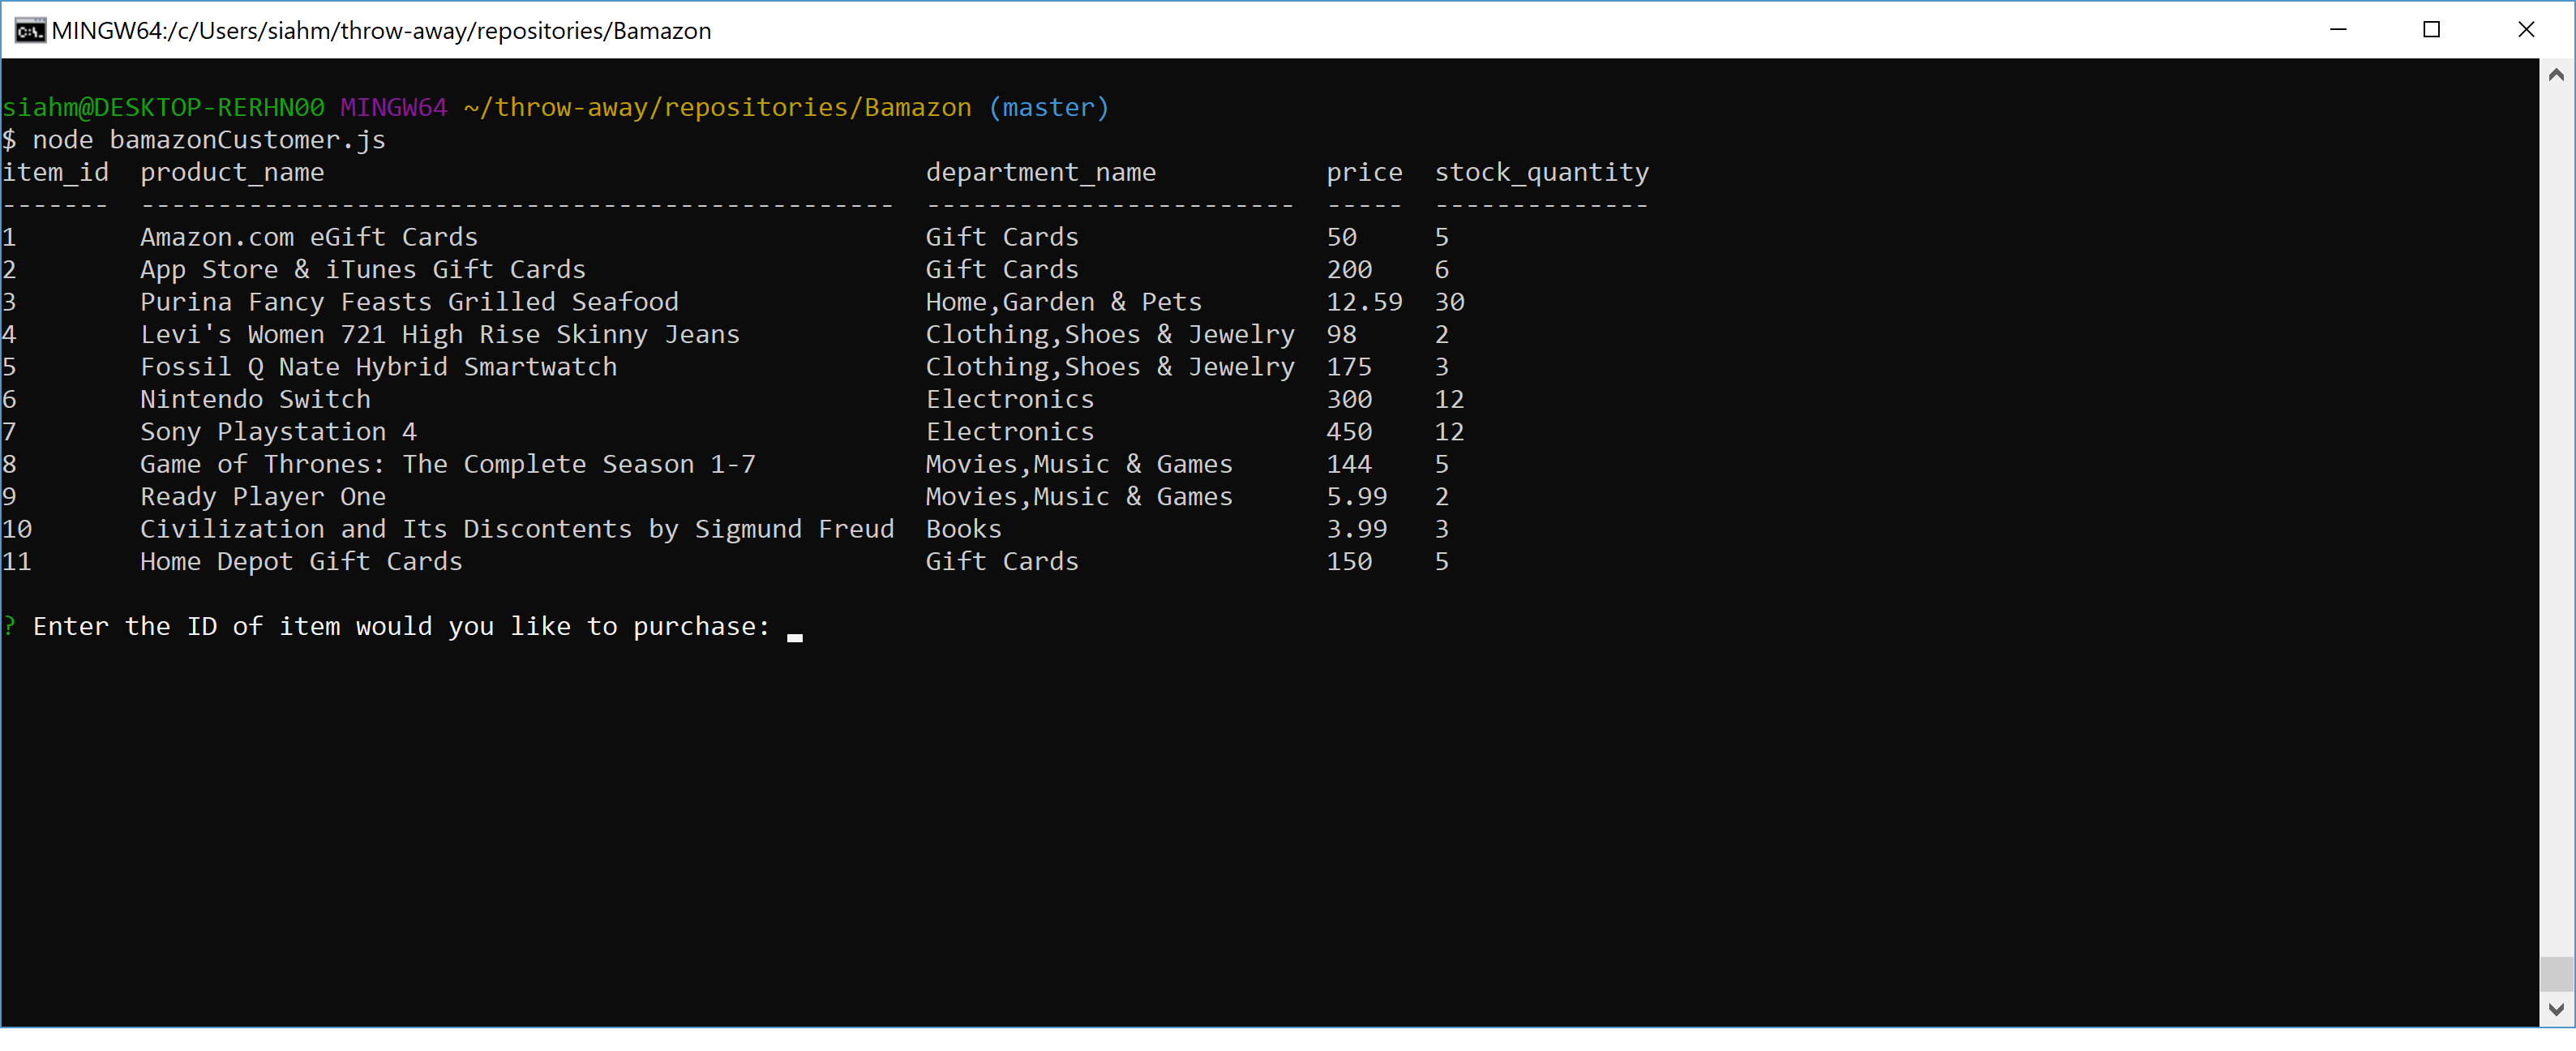 MINGW64:/c/Users/siahm/throw-away/repositories/Bamazon
siahm@DESKTOP-RERHN00 MINGW64 ~/throw-away/repositories/Bamazon (master)
$ node bamazonCustomer.js
item_id  product_name                                       department_name           price  stock_quantity
-------  -------------------------------------------------  ------------------------  -----  --------------
1        Amazon.com eGift Cards                             Gift Cards                50     5
2        App Store & iTunes Gift Cards                      Gift Cards                200    6
3        Purina Fancy Feasts Grilled Seafood                Home,Garden & Pets        12.59  30
4        Levi's Women 721 High Rise Skinny Jeans            Clothing,Shoes & Jewelry  98     2
5        Fossil Q Nate Hybrid Smartwatch                    Clothing,Shoes & Jewelry  175    3
6        Nintendo Switch                                    Electronics               300    12
7        Sony Playstation 4                                 Electronics               450    12
8        Game of Thrones: The Complete Season 1-7           Movies,Music & Games      144    5
9        Ready Player One                                   Movies,Music & Games      5.99   2
10       Civilization and Its Discontents by Sigmund Freud  Books                     3.99   3
11       Home Depot Gift Cards                              Gift Cards                150    5
? Enter the ID of item would you like to purchase: